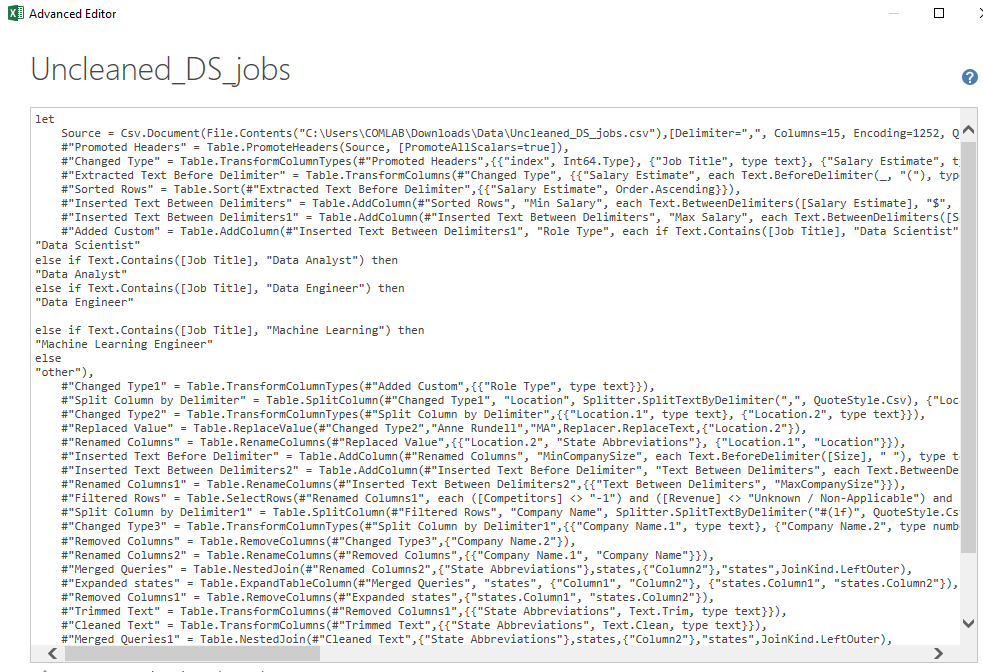 Advanced Editor
Uncleaned_DS_jobs
let
Source = Csv.Document(File.Contents("C:\Users\COMLAB\Downloads\Data\Uncleaned_DS_jobs.csv"),[Delimiter=",", Columns=15, Encoding=1252, Q
#"Promoted Headers" = Table.PromoteHeaders(Source, [PromoteAllScalars=true]),
#"Changed Type" = Table.TransformColumnTypes(#"Promoted Headers",{{"index", Int64.Type}, {"Job Title", type text}, {"Salary Estimate", t
#"Extracted Text Before Delimiter" = Table.TransformColumns(#"Changed Type", {{"Salary Estimate", each Text.BeforeDelimiter(_, "("), typ
#"Sorted Rows" = Table.Sort(#"Extracted Text Before Delimiter",{{"Salary Estimate", Order.Ascending}}),
#"Inserted Text Between Delimiters" = Table.AddColumn(#"Sorted Rows", "Min Salary", each Text.BetweenDelimiters([Salary Estimate], "$",
#"Inserted Text Between Delimiters1" = Table.AddColumn(#"Inserted Text Between Delimiters", "Max Salary", each Text.BetweenDelimiters([S
#"Added Custom" = Table.AddColumn(#"Inserted Text Between Delimiters1", "Role Type", each if Text.Contains([Job Title], "Data Scientist"
"Data Scientist"
else if Text.Contains([Job Title], "Data Analyst") then
"Data Analyst"
else if Text.Contains([Job Title], "Data Engineer") then
"Data Engineer"
else if Text.Contains([Job Title], "Machine Learning") then
"Machine Learning Engineer"
else
"other"),
#"Changed Type1" = Table.TransformColumnTypes(#"Added Custom",{{"Role Type", type text}}),
#"Split Column by Delimiter" = Table.SplitColumn(#"Changed Type1", "Location", Splitter.SplitTextByDelimiter(",", QuoteStyle.Csv), {"Loc
#"Changed Type2" = Table.TransformColumnTypes(#"Split Column by Delimiter",{{"Location.1", type text}, {"Location.2", type text}}),
#"Replaced Value" = Table.ReplaceValue(#"Changed Type2","Anne Rundell","MA",Replacer.ReplaceText,{"Location.2"}),
#"Renamed Columns" = Table.RenameColumns(#"Replaced Value",{{"Location.2", "State Abbreviations"}, {"Location.1", "Location"}}),
#"Inserted Text Before Delimiter" = Table.AddColumn(#"Renamed Columns", "MinCompanySize", each Text.BeforeDelimiter([Size], " "), type t
#"Inserted Text Between Delimiters2" = Table.AddColumn(#"Inserted Text Before Delimiter", "Text Between Delimiters", each Text.BetweenDe
#"Renamed Columns1" = Table.RenameColumns(#"Inserted Text Between Delimiters2",{{"Text Between Delimiters", "MaxCompanySize"}}),
#"Filtered Rows" = Table.SelectRows(#"Renamed Columns1", each ([Competitors] <> "-1") and ([Revenue] <> "Unknown / Non-Applicable") and
#"Split Column by Delimiter1" = Table.SplitColumn(#"Filtered Rows", "Company Name", Splitter.SplitTextByDelimiter("#(lf)", QuoteStyle.Cs
#"Changed Type3" = Table.TransformColumnTypes(#"Split Column by Delimiter1",{{"Company Name.1", type text}, {"Company Name.2", type numb
#"Removed Columns" = Table.RemoveColumns(#"Changed Type3",{"Company Name.2"}),
#"Renamed Columns2" = Table.RenameColumns(#"Removed Columns",{{"Company Name.1", "Company Name"}}),
#"Merged Queries" = Table.NestedJoin(#"Renamed Columns2",{"State Abbreviations"},states,{"Column2"},"states",JoinKind.LeftOuter),
#"Expanded states" = Table.ExpandTableColumn(#"Merged Queries", "states", {"Column1", "Column2"}, {"states.Column1", "states.Column2"}),
#"Removed Columns1" = Table.RemoveColumns(#"Expanded states",{"states.Column1", "states.Column2"}),
#"Trimmed Text" = Table.TransformColumns(#"Removed Columns1",{{"State Abbreviations", Text.Trim, type text}}),
#"Cleaned Text" = Table.TransformColumns(#"Trimmed Text",{{"State Abbreviations", Text.Clean, type text}}),
#"Merged Queries1" = Table.NestedJoin(#"Cleaned Text",{"State Abbreviations"},states,{"Column2"},"states",JoinKind.LeftOuter),